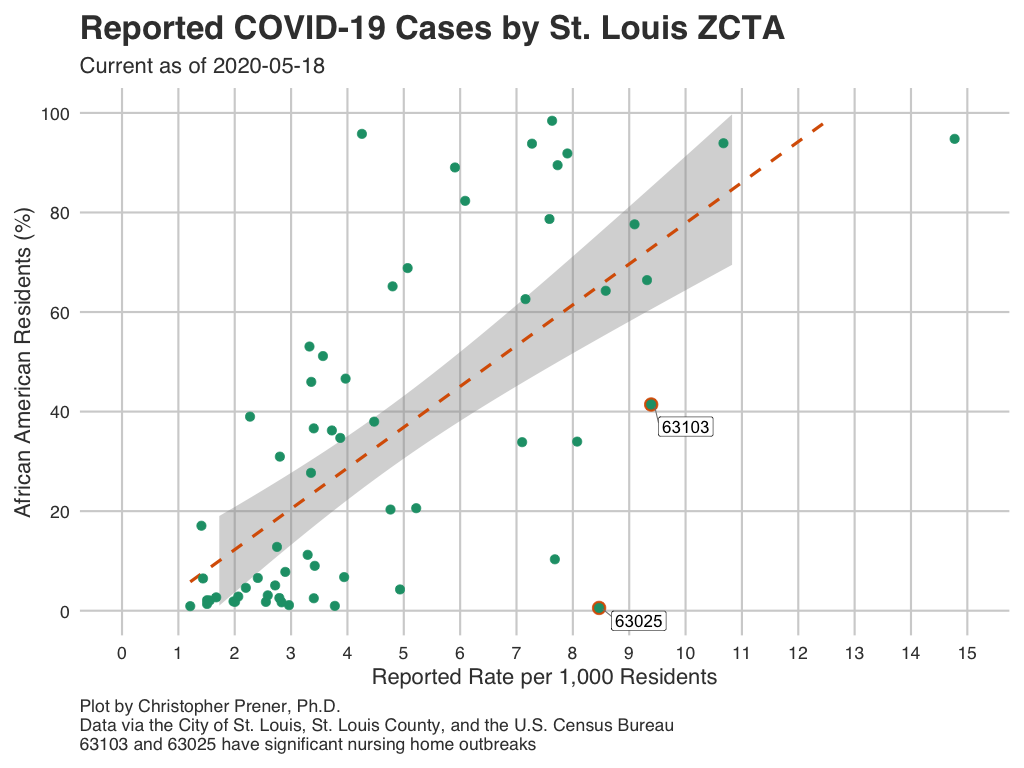 Reported COVID-19 Cases by St. Louis ZCTA
Current as of 2020-05-18
African American Residents (%)
100
80
60
40
20
0
63103
63025
0 1 2 3 4 5 6 7 8 9 10 11 12 13 14 15
Reported Rate per 1,000 Residents
Plot by Christopher Prener, Ph.D.
Data via the City of St. Louis, St. Louis County, and the U.S. Census Bureau
63103 and 63025 have significant nursing home outbreaks